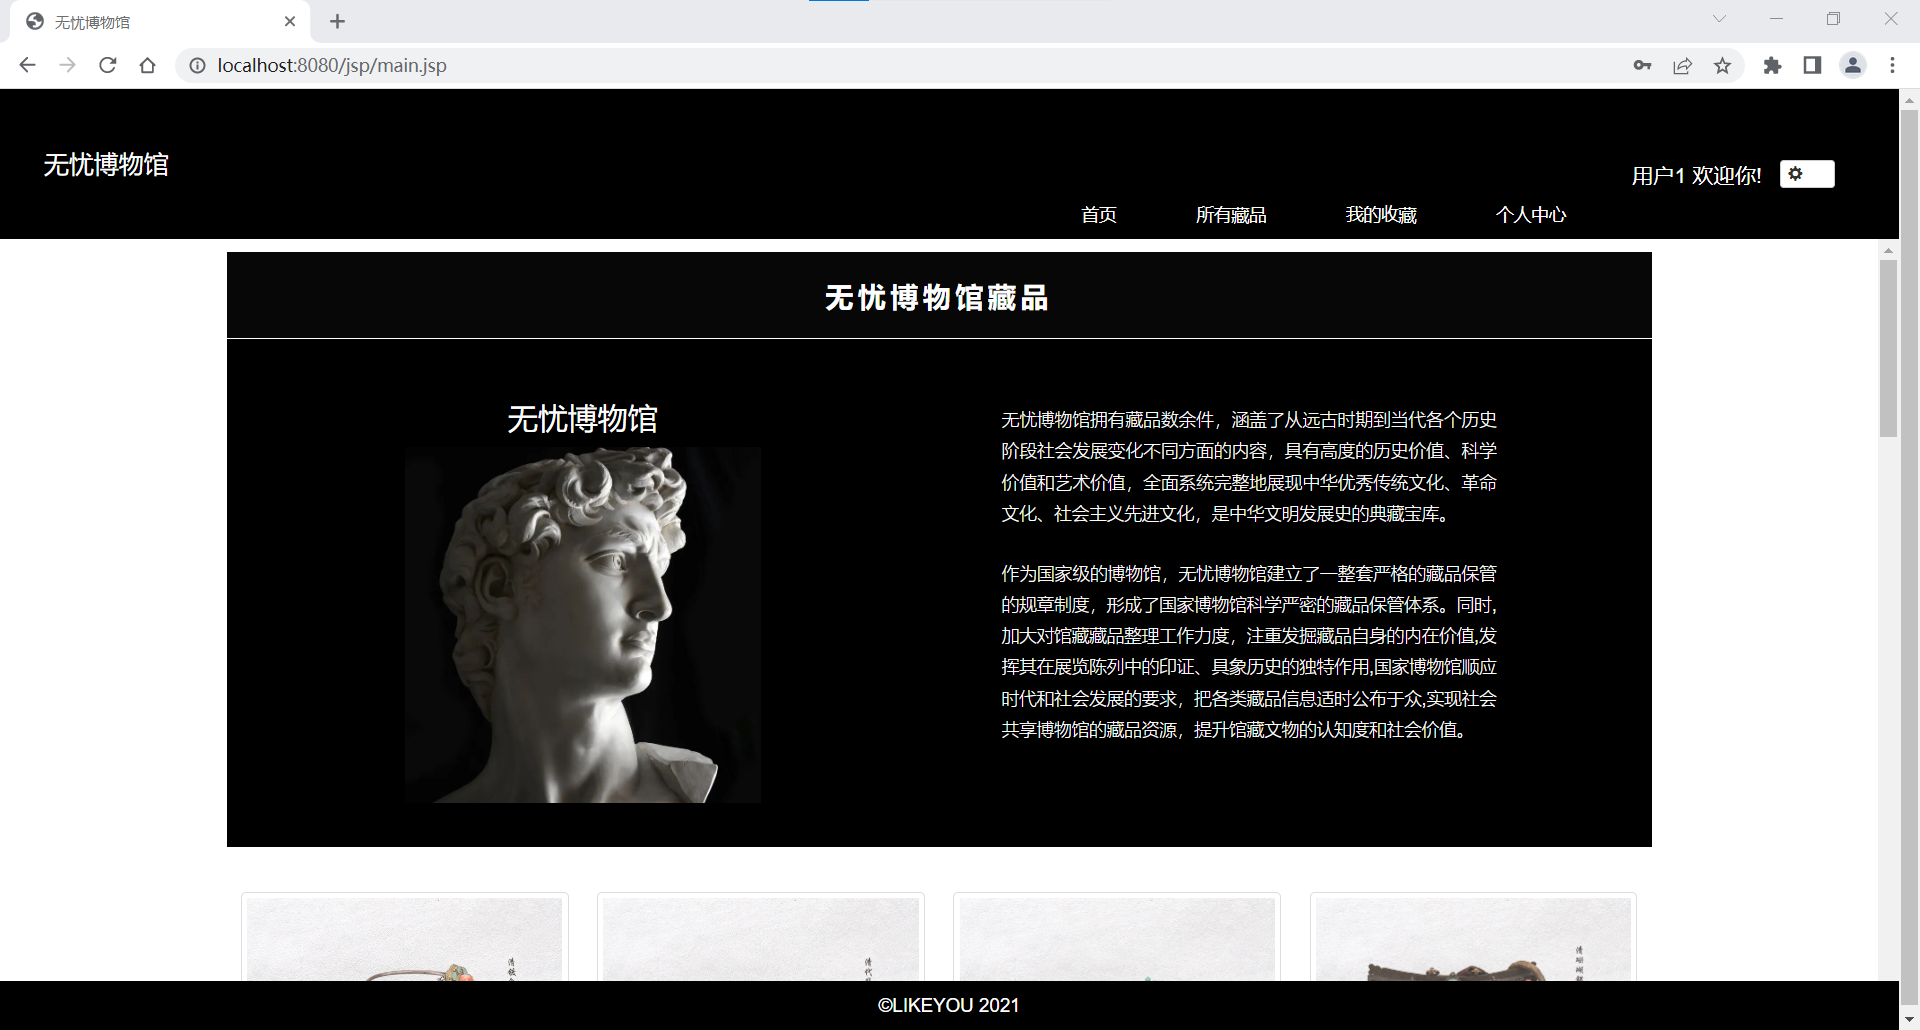 无忧博物馆
localhost:8080/jsp/main.jsp
无忧博物馆
用户1 欢迎你!
首页 所有藏品 我的收藏 个人中心
无忧博物馆藏品
无忧博物馆
无忧博物馆拥有藏品数余件，涵盖了从远古时期到当代各个历史
阶段社会发展变化不同方面的内容，具有高度的历史价值、科学
价值和艺术价值，全面系统完整地展现中华优秀传统文化、革命
文化、社会主义先进文化，是中华文明发展史的典藏宝库。
作为国家级的博物馆，无忧博物馆建立了一整套严格的藏品保管
的规章制度，形成了国家博物馆科学严密的藏品保管体系。同时,
加大对馆藏藏品整理工作力度，注重发掘藏品自身的内在价值,发
挥其在展览陈列中的印证、具象历史的独特作用,国家博物馆顺应
时代和社会发展的要求，把各类藏品信息适时公布于众,实现社会
共享博物馆的藏品资源，提升馆藏文物的认知度和社会价值。
清代
©LIKEYOU 2021